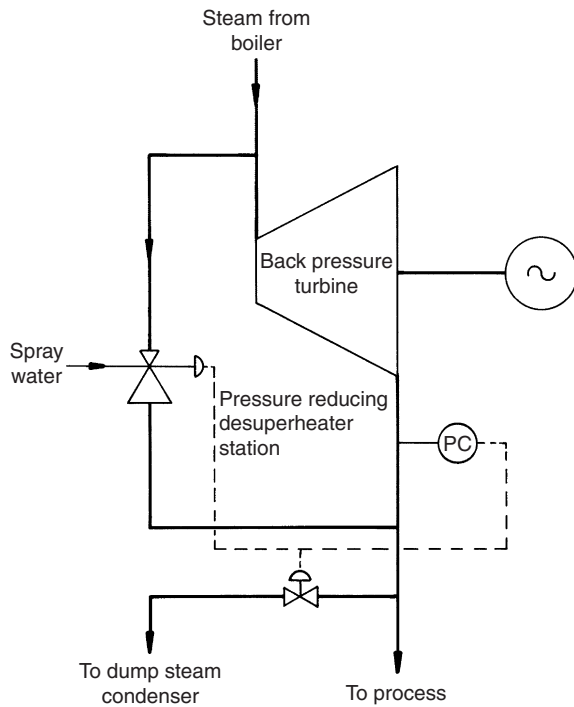 Steam from
boiler
Back pressure
turbine
Spray
water
Pressure reducing
desuperheater
station
PC
To dump steam
condenser
To process